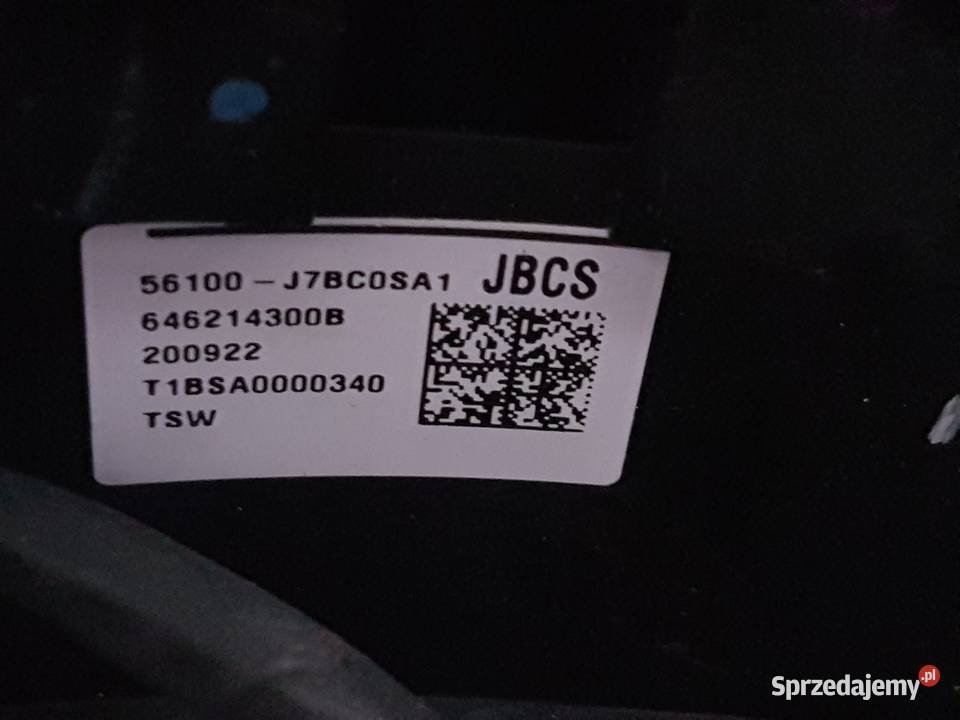 56100-J7BC0SA1 JBCS
646214300B
200922
T1BSA0000340
TSW
Sprzedajemy.pl